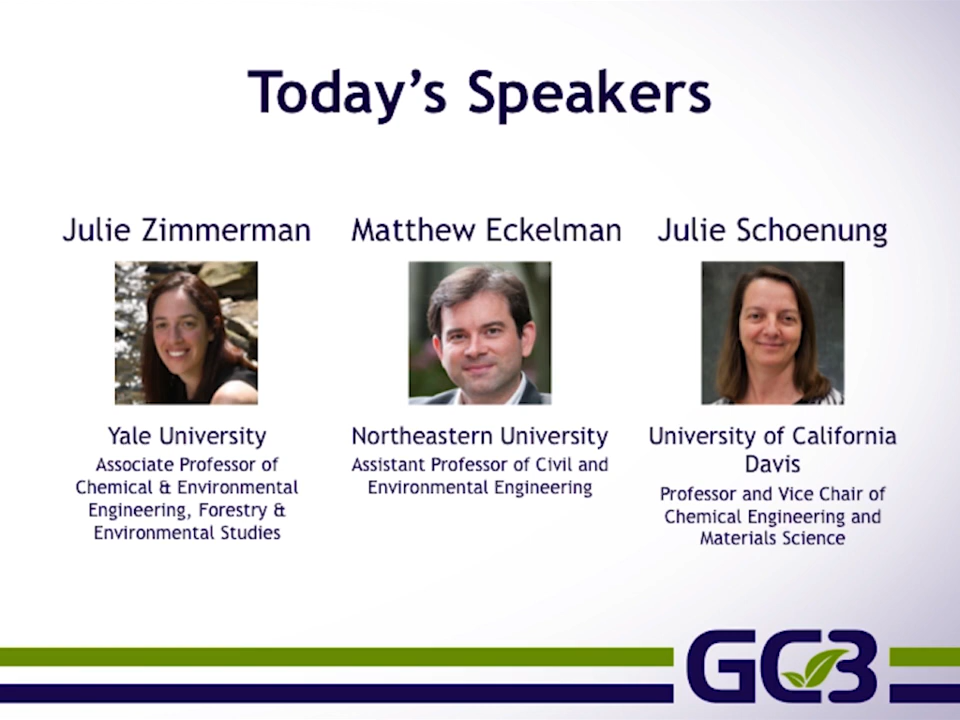 Today's Speakers
Julie Zimmerman
Matthew Eckelman
Julie Schoenung
Yale University
Associate Professor of
Chemical & Environmental
Engineering, Forestry &
Environmental Studies
Northeastern University
Assistant Professor of Civil and
Environmental Engineering
University of California
Davis
Professor and Vice Chair of
Chemical Engineering and
Materials Science
GC3